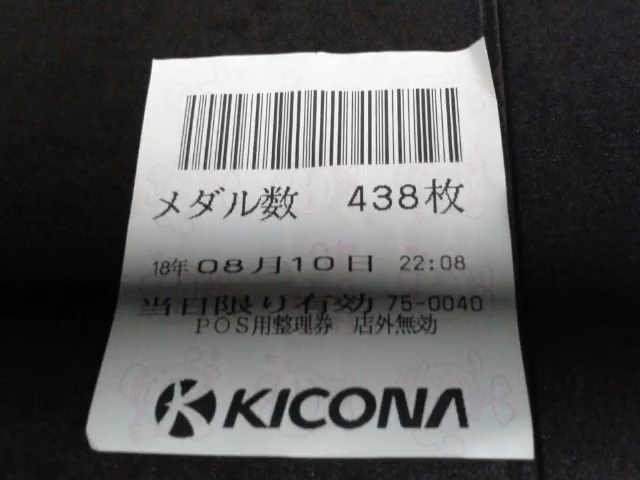 メダル数 438枚
18年 08月10日 22:08
当日限り有効 75-0040
POS用整理券 店外無効
KICONA